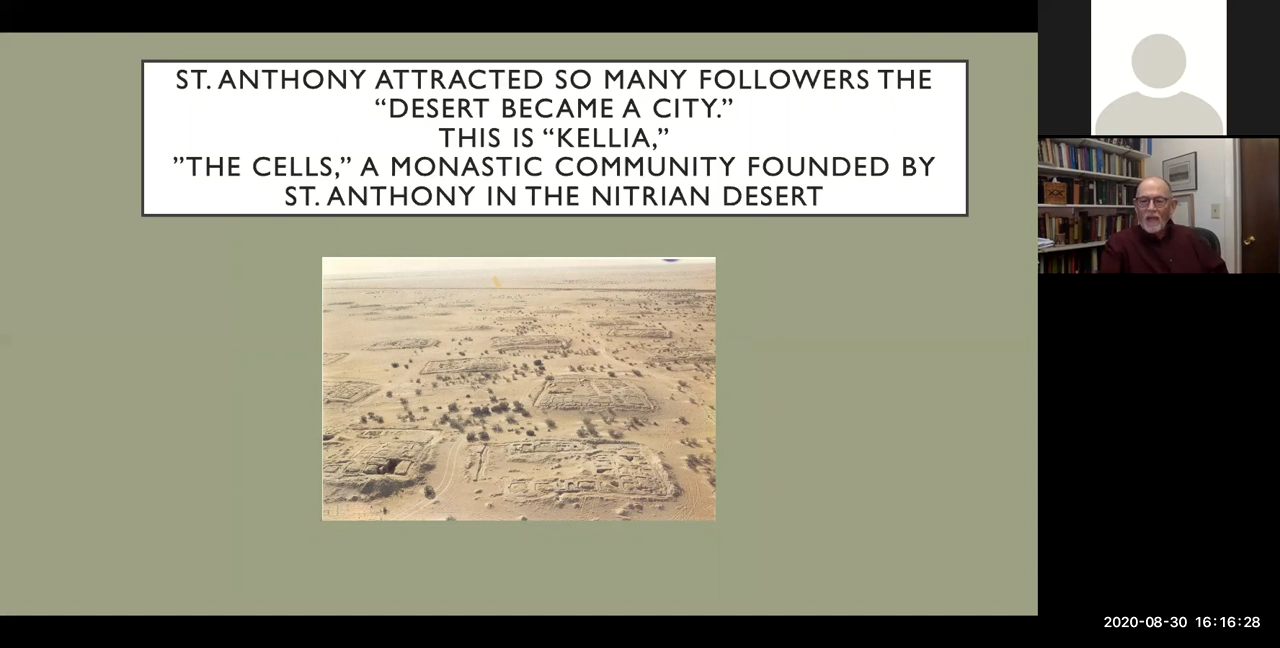 ST. ANTHONY ATTRACTED SO MANY FOLLOWERS THE
“DESERT BECAME A CITY.”
THIS IS “KELLIA,”
”THE CELLS,” A MONASTIC COMMUNITY FOUNDED BY
ST. ANTHONY IN THE NITRIAN DESERT
2020-08-30 16:16:28